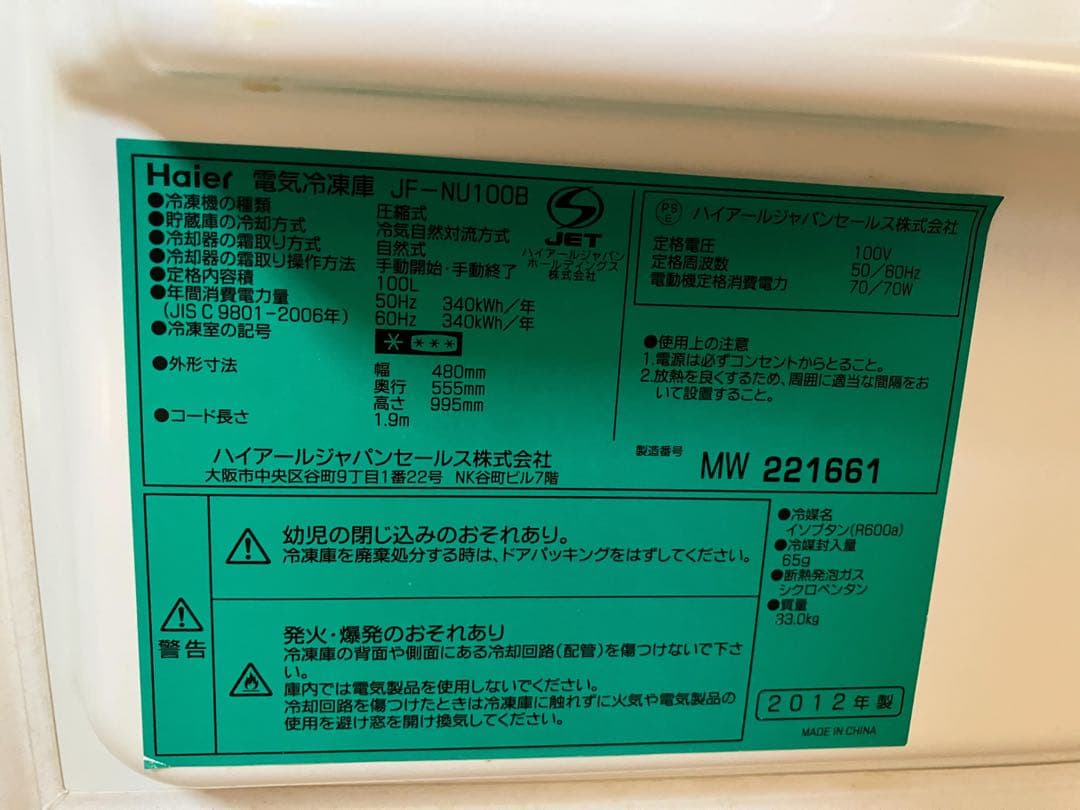 Haier 電気冷凍庫 JF-NU100B
●冷凍機の種類 圧縮式
●貯蔵庫の冷却方式 冷気自然対流方式
●冷却器の霜取り方式 自然式
●冷却器の霜取り操作方法 手動開始・手動終了
●定格内容積 100L
●年間消費電力量 50Hz 340kWh/年
(JIS C 9801-2006年) 60Hz 340kWh/年
●冷凍室の記号
●外形寸法 幅 480mm
奥行 555mm
高さ 995mm
●コード長さ 1.9m
JET
ハイアールジャパン
ホールディングス
株式会社
PS
E ハイアールジャパンセールス株式会社
定格電圧 100V
定格周波数 50/60Hz
電動機定格消費電力 70/70W
●使用上の注意
1.電源は必ずコンセントからとること。
2.放熱を良くするため、周囲に適当な間隔をお
いて設置すること。
ハイアールジャパンセールス株式会社
大阪市中央区谷町9丁目1番22号 NK谷町ビル7階
製造番号 MW 221661
警告
幼児の閉じ込みのおそれあり。
冷凍庫を廃棄処分する時は、ドアパッキングをはずしてください。
発火・爆発のおそれあり
冷凍庫の背面や側面にある冷却回路(配管)を傷つけないで下さ
い。
庫内では電気製品を使用しないでください。
冷却回路を傷つけたときは冷凍庫に触れずに火気や電気製品の
使用を避け窓を開け換気してください。
●冷媒名
イソブタン(R600a)
●冷媒封入量
65g
●断熱発泡ガス
シクロペンタン
●質量
33.0kg
2012年製
MADE IN CHINA